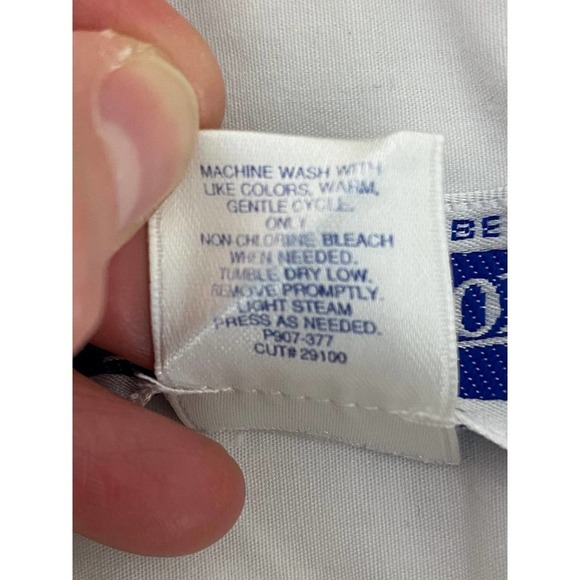 MACHINE WASH WITH
LIKE COLORS, WARM,
GENTLE CYCLE.
ONLY
NON-CHLORINE BLEACH
WHEN NEEDED.
TUMBLE DRY LOW.
REMOVE PROMPTLY.
LIGHT STEAM
PRESS AS NEEDED.
P907-377
CUT# 29100
BE